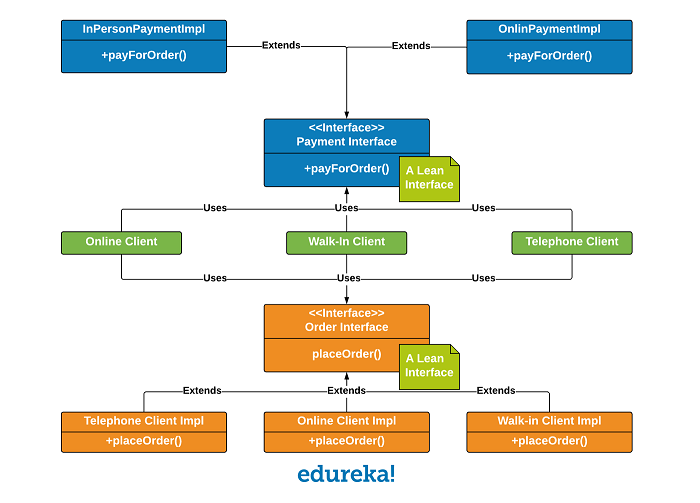 InPersonPaymentImpl
+payForOrder()
Extends
Extends
OnlinPaymentImpl
+payForOrder()
<<Interface>>
Payment Interface
+payForOrder()
A Lean
Interface
Uses
Uses
Uses
Online Client
Walk-In Client
Telephone Client
Uses
Uses
Uses
<<Interface>>
Order Interface
placeOrder()
A Lean
Interface
Extends
Extends
Extends
Telephone Client Impl
+placeOrder()
Online Client Impl
+placeOrder()
Walk-in Client Impl
+placeOrder()
edureka!